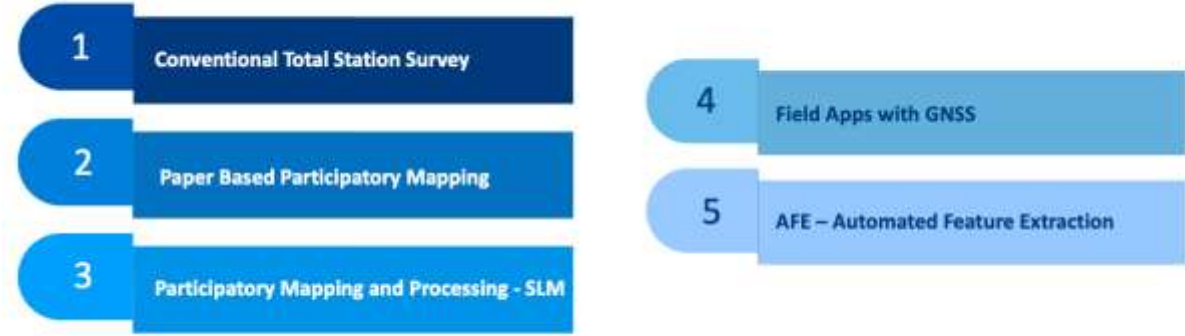 1
Conventional Total Station Survey
2
Paper Based Participatory Mapping
3
Participatory Mapping and Processing - SLM
4
Field Apps with GNSS
5
AFE – Automated Feature Extraction